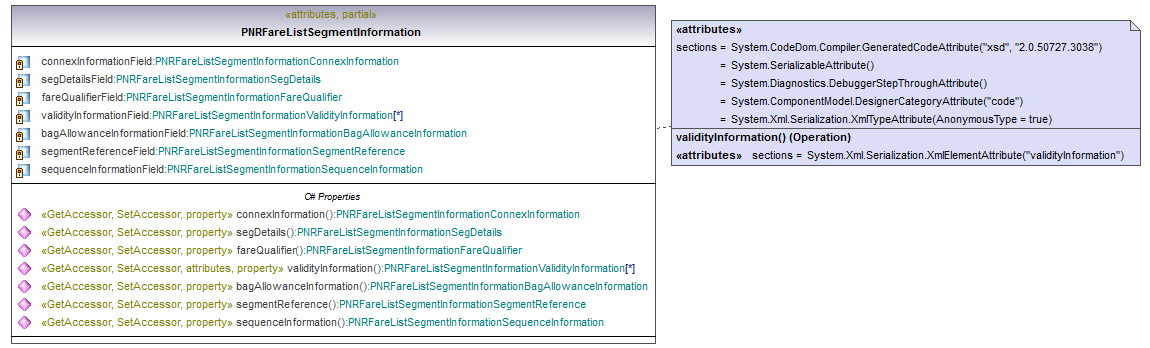 «attributes, partial»
PNRFareListSegmentInformation
connexInformationField:PNRFareListSegmentInformationConnexInformation
segDetailsField:PNRFareListSegmentInformationSegDetails
fareQualifierField:PNRFareListSegmentInformationFareQualifier
validityInformationField:PNRFareListSegmentInformationValidityInformation[*]
bagAllowanceInformationField:PNRFareListSegmentInformationBagAllowanceInformation
segmentReferenceField:PNRFareListSegmentInformationSegmentReference
sequenceInformationField:PNRFareListSegmentInformationSequenceInformation
C# Properties
«GetAccessor, SetAccessor, property» connexInformation():PNRFareListSegmentInformationConnexInformation
«GetAccessor, SetAccessor, property» segDetails():PNRFareListSegmentInformationSegDetails
«GetAccessor, SetAccessor, property» fareQualifier():PNRFareListSegmentInformationFareQualifier
«GetAccessor, SetAccessor, attributes, property» validityInformation():PNRFareListSegmentInformationValidityInformation[*]
«GetAccessor, SetAccessor, property» bagAllowanceInformation():PNRFareListSegmentInformationBagAllowanceInformation
«GetAccessor, SetAccessor, property» segmentReference():PNRFareListSegmentInformationSegmentReference
«GetAccessor, SetAccessor, property» sequenceInformation():PNRFareListSegmentInformationSequenceInformation
«attributes»
sections = System.CodeDom.Compiler.GeneratedCodeAttribute("xsd", "2.0.50727.3038")
= System.SerializableAttribute()
= System.Diagnostics.DebuggerStepThroughAttribute()
= System.ComponentModel.DesignerCategoryAttribute("code")
= System.Xml.Serialization.XmlTypeAttribute(AnonymousType = true)
validityInformation() (Operation)
«attributes» sections = System.Xml.Serialization.XmlElementAttribute("validityInformation")